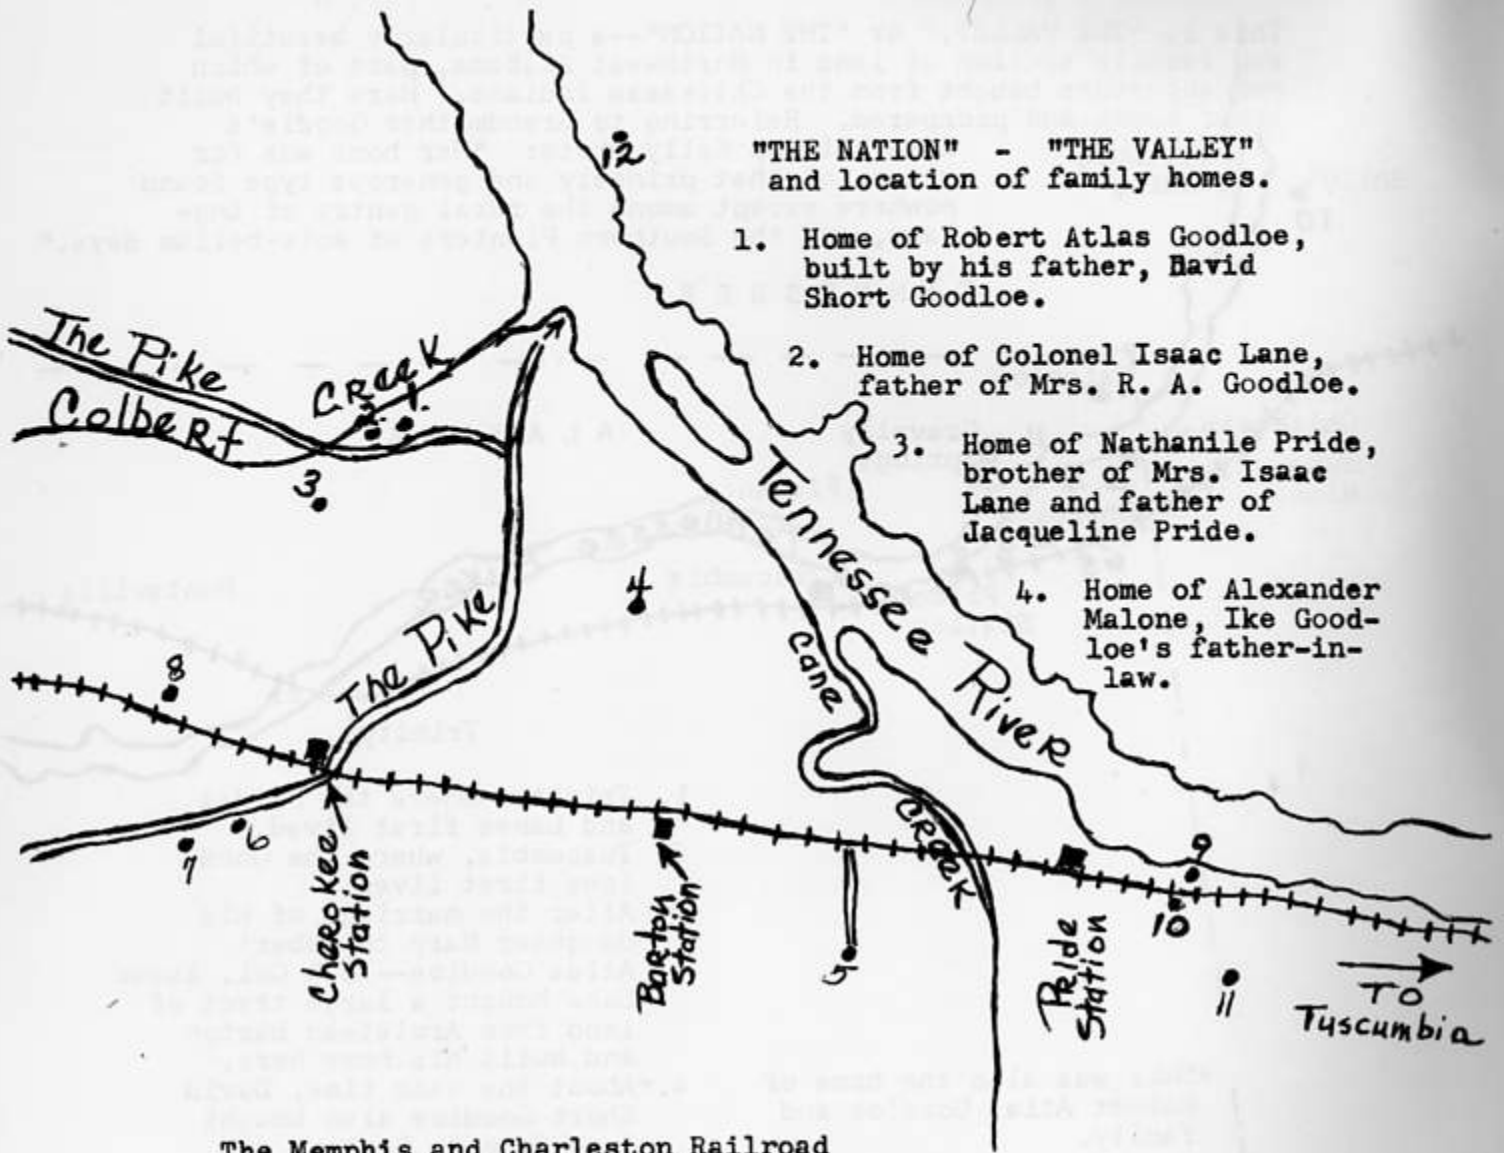 12
"THE NATION" - "THE VALLEY"
and location of family homes.
1. Home of Robert Atlas Goodloe,
built by his father, David
Short Goodloe.
2. Home of Colonel Isaac Lane,
father of Mrs. R. A. Goodloe.
3. Home of Nathanile Pride,
brother of Mrs. Isaac
Lane and father of
Jacqueline Pride.
4. Home of Alexander
Malone, Ike Good-
loe's father-in-
law.
The Pike
Colbert
Creek
2. 1.
3
4
Tennessee River
The Pike
Cane
Creek
8
7
6
Charokee
Station
Barton
Station
5
Pride
Station
9
10
11
TO
Tuscumbia
The Memphis and Charleston Railroad